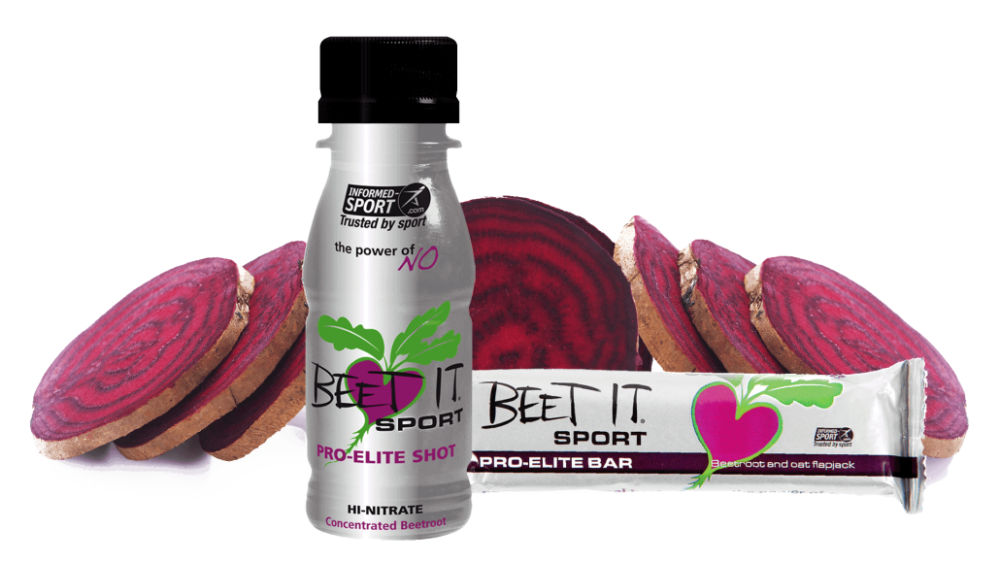 INFORMED-
SPORT
.com
Trusted by sport
the power of
NO
BEET IT®
SPORT
PRO-ELITE SHOT
HI-NITRATE
Concentrated Beetroot
BEET IT®
SPORT
PRO-ELITE BAR
Beetroot and oat flapjack
INFORMED-
SPORT
Trusted by sport